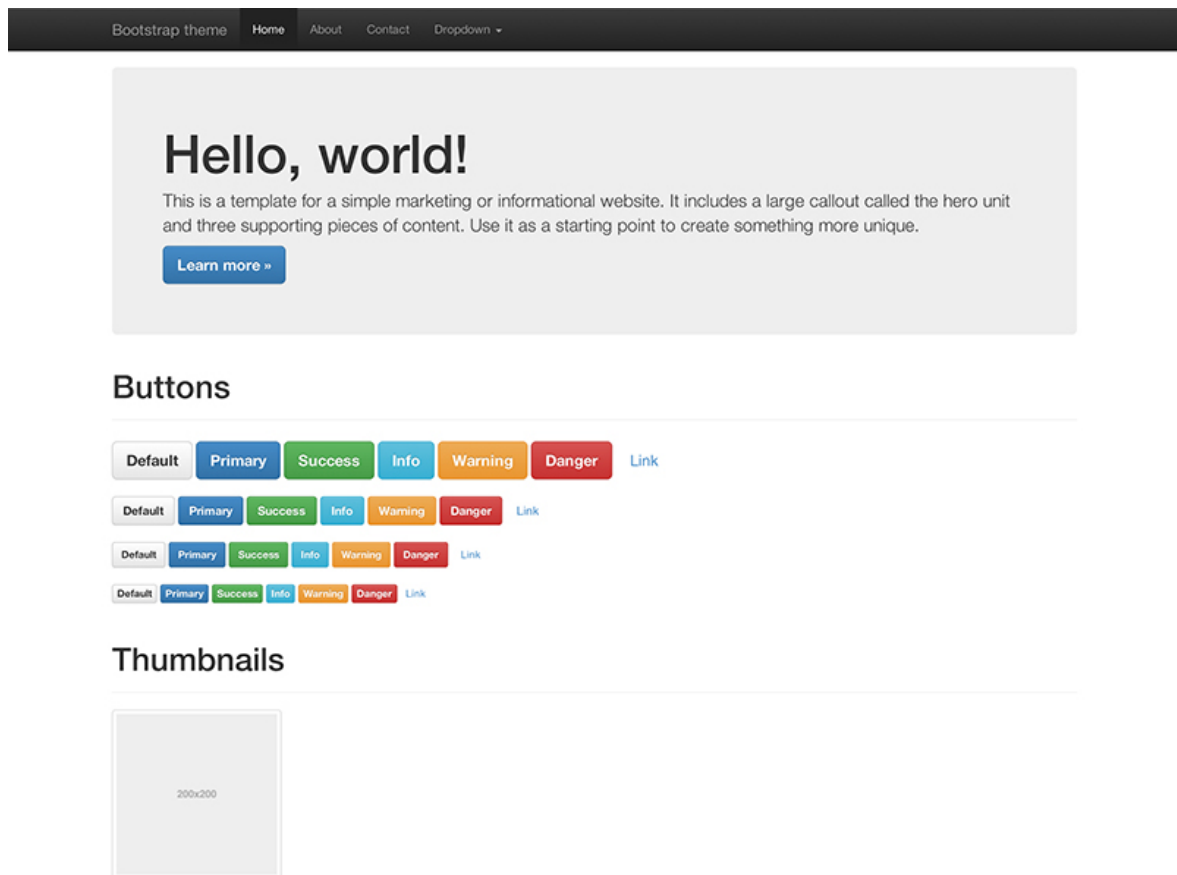 Bootstrap theme Home About Contact Dropdown
Hello, world!
This is a template for a simple marketing or informational website. It includes a large callout called the hero unit
and three supporting pieces of content. Use it as a starting point to create something more unique.
Learn more »
Buttons
Default Primary Success Info Warning Danger Link
Default Primary Success Info Warning Danger Link
Default Primary Success Info Warning Danger Link
Default Primary Success Info Warning Danger Link
Thumbnails
200x200